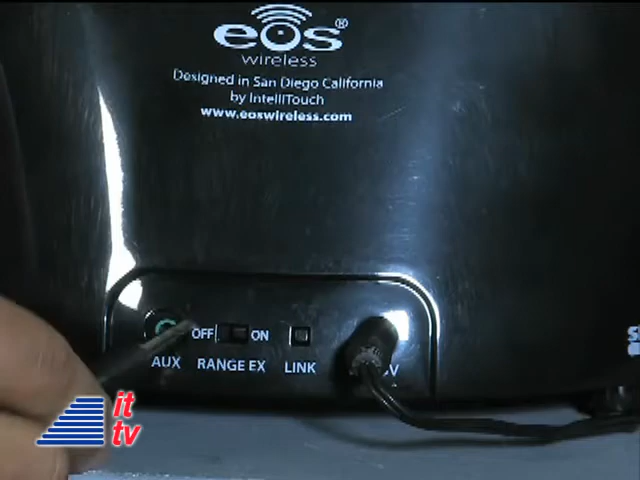 eos®
wireless
Designed in San Diego California
by IntelliTouch
www.eoswireless.com
OFF ON
AUX RANGE EX LINK
it
tv